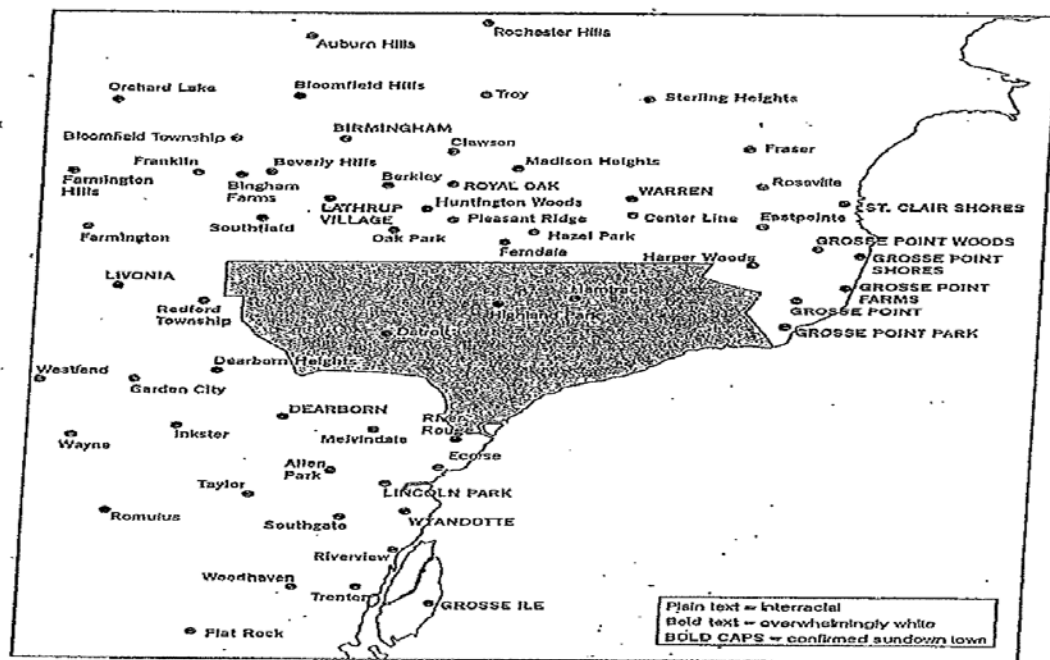 Rochester Hills
Auburn Hills
Orchard Lake
Bloomfield Hills
Troy
Sterling Heights
Bloomfield Township
BIRMINGHAM
Clawson
Fraser
Franklin
Beverly Hills
Madison Heights
Farmington
Hills
Bingham
Farms
Berkley
ROYAL OAK
WARREN
Roseville
LATHRUP
VILLAGE
Huntington Woods
ST. CLAIR SHORES
Southfield
Pleasant Ridge
Center Line
Eastpointe
Farmington
Oak Park
Hazel Park
Ferndale
GROSSE POINT WOODS
Harper Woods
GROSSE POINT
SHORES
LIVONIA
GROSSE POINT
FARMS
Redford
Township
Hamtrack
Highland Park
GROSSE POINT
Detroit
GROSSE POINT PARK
Dearborn Heights
Westland
Garden City
DEARBORN
River
Rouge
Wayne
Inkster
Melvindale
Ecorse
Allen
Park
Taylor
LINCOLN PARK
Romulus
Southgate
WYANDOTTE
Riverview
Woodhaven
Trenton
GROSSE ILE
Flat Rock
Plain text = interracial
Bold text = overwhelmingly white
BOLD CAPS = confirmed sundown town